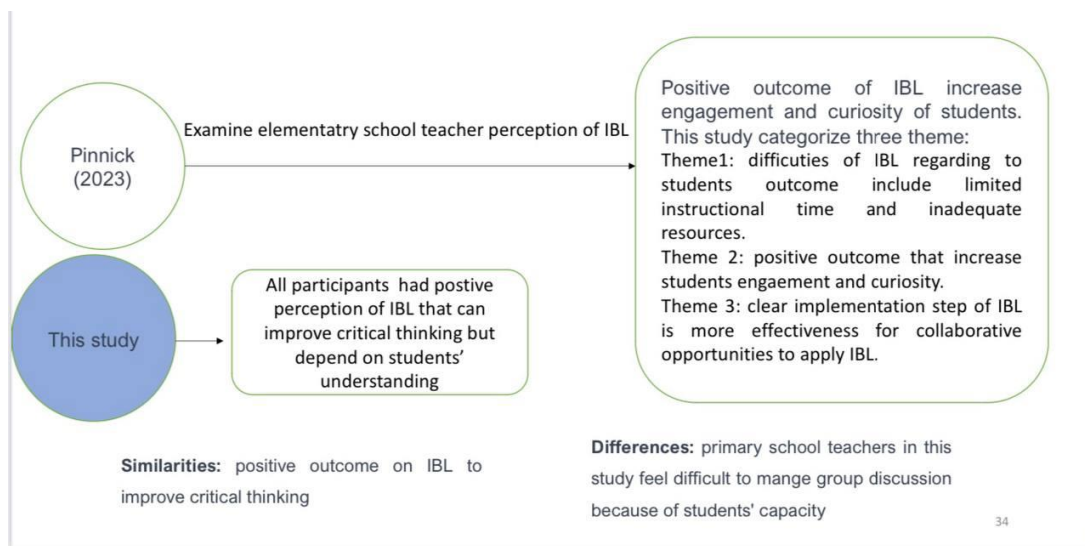 Pinnick
(2023)
Examine elementatry school teacher perception of IBL
Positive outcome of IBL increase
engagement and curiosity of students.
This study categorize three theme:
Theme1: difficuties of IBL regarding to
students outcome include limited
instructional time and inadequate
resources.
Theme 2: positive outcome that increase
students engaement and curiosity.
Theme 3: clear implementation step of IBL
is more effectiveness for collaborative
opportunities to apply IBL.
This study
All participants had postive
perception of IBL that can
improve critical thinking but
depend on students’
understanding
Similarities: positive outcome on IBL to
improve critical thinking
Differences: primary school teachers in this
study feel difficult to mange group discussion
because of students' capacity
34